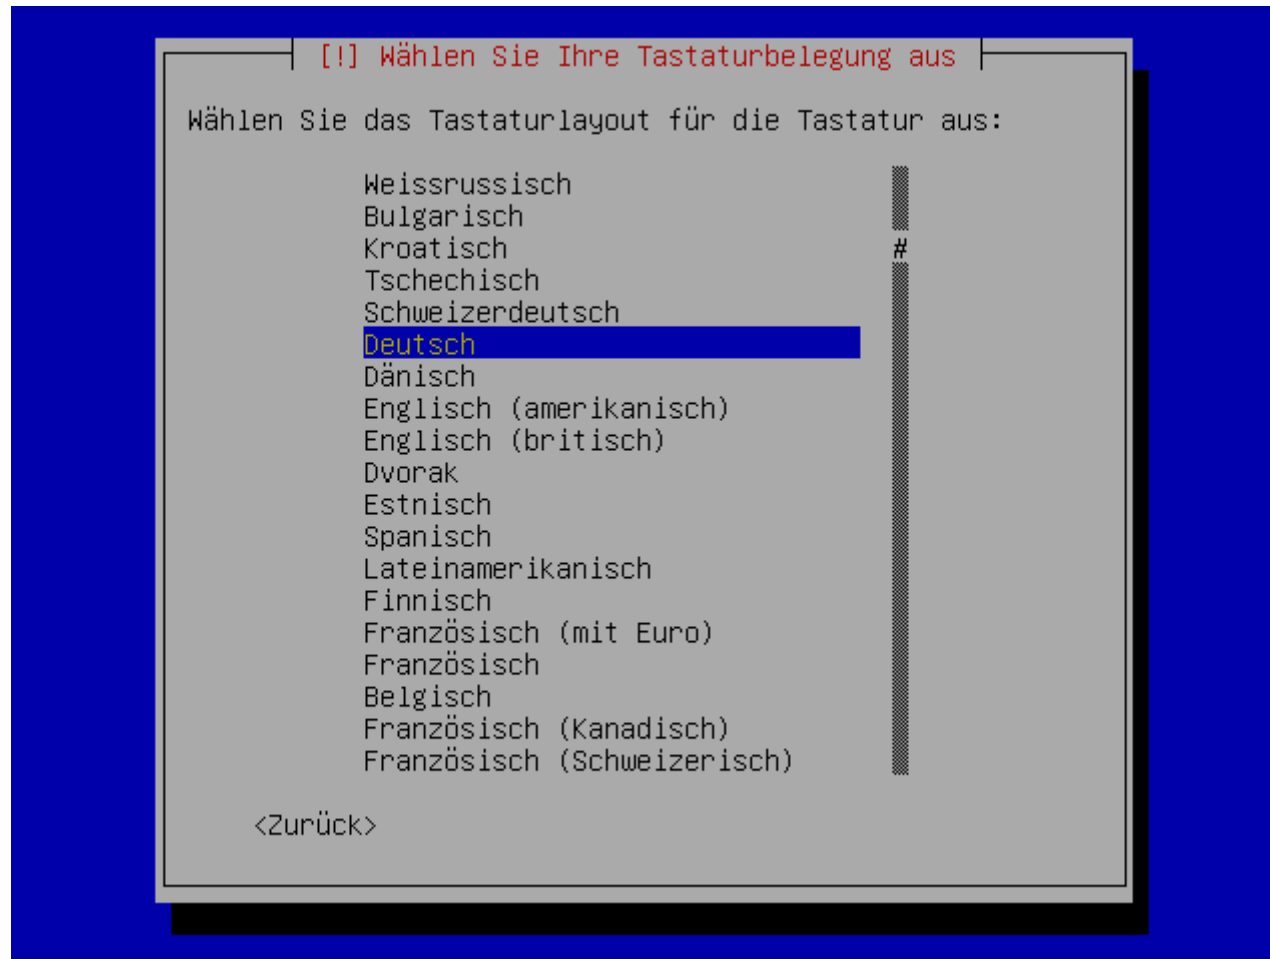 [!] Wählen Sie Ihre Tastaturbelegung aus
Wählen Sie das Tastaturlayout für die Tastatur aus:
Weissrussisch
Bulgarisch
Kroatisch #
Tschechisch
Schweizerdeutsch
Deutsch
Dänisch
Englisch (amerikanisch)
Englisch (britisch)
Dvorak
Estnisch
Spanisch
Lateinamerikanisch
Finnisch
Französisch (mit Euro)
Französisch
Belgisch
Französisch (Kanadisch)
Französisch (Schweizerisch)
<Zurück>